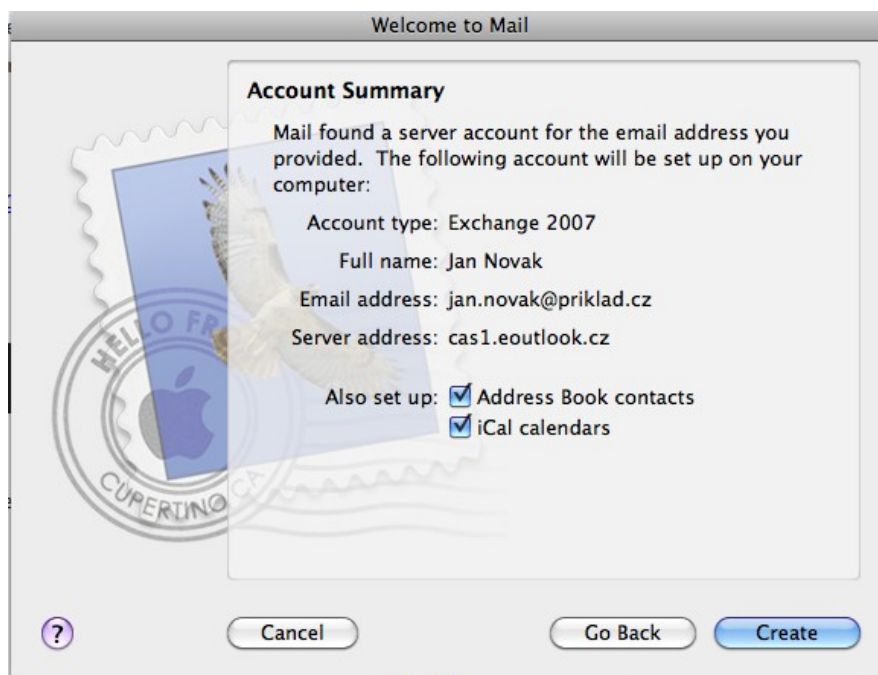 Welcome to Mail
Account Summary
Mail found a server account for the email address you
provided. The following account will be set up on your
computer:
Account type: Exchange 2007
Full name: Jan Novak
Email address: jan.novak@priklad.cz
Server address: cas1.eoutlook.cz
Also set up: Address Book contacts
iCal calendars
HELLO FR
CUPERTINO CA
?
Cancel
Go Back
Create